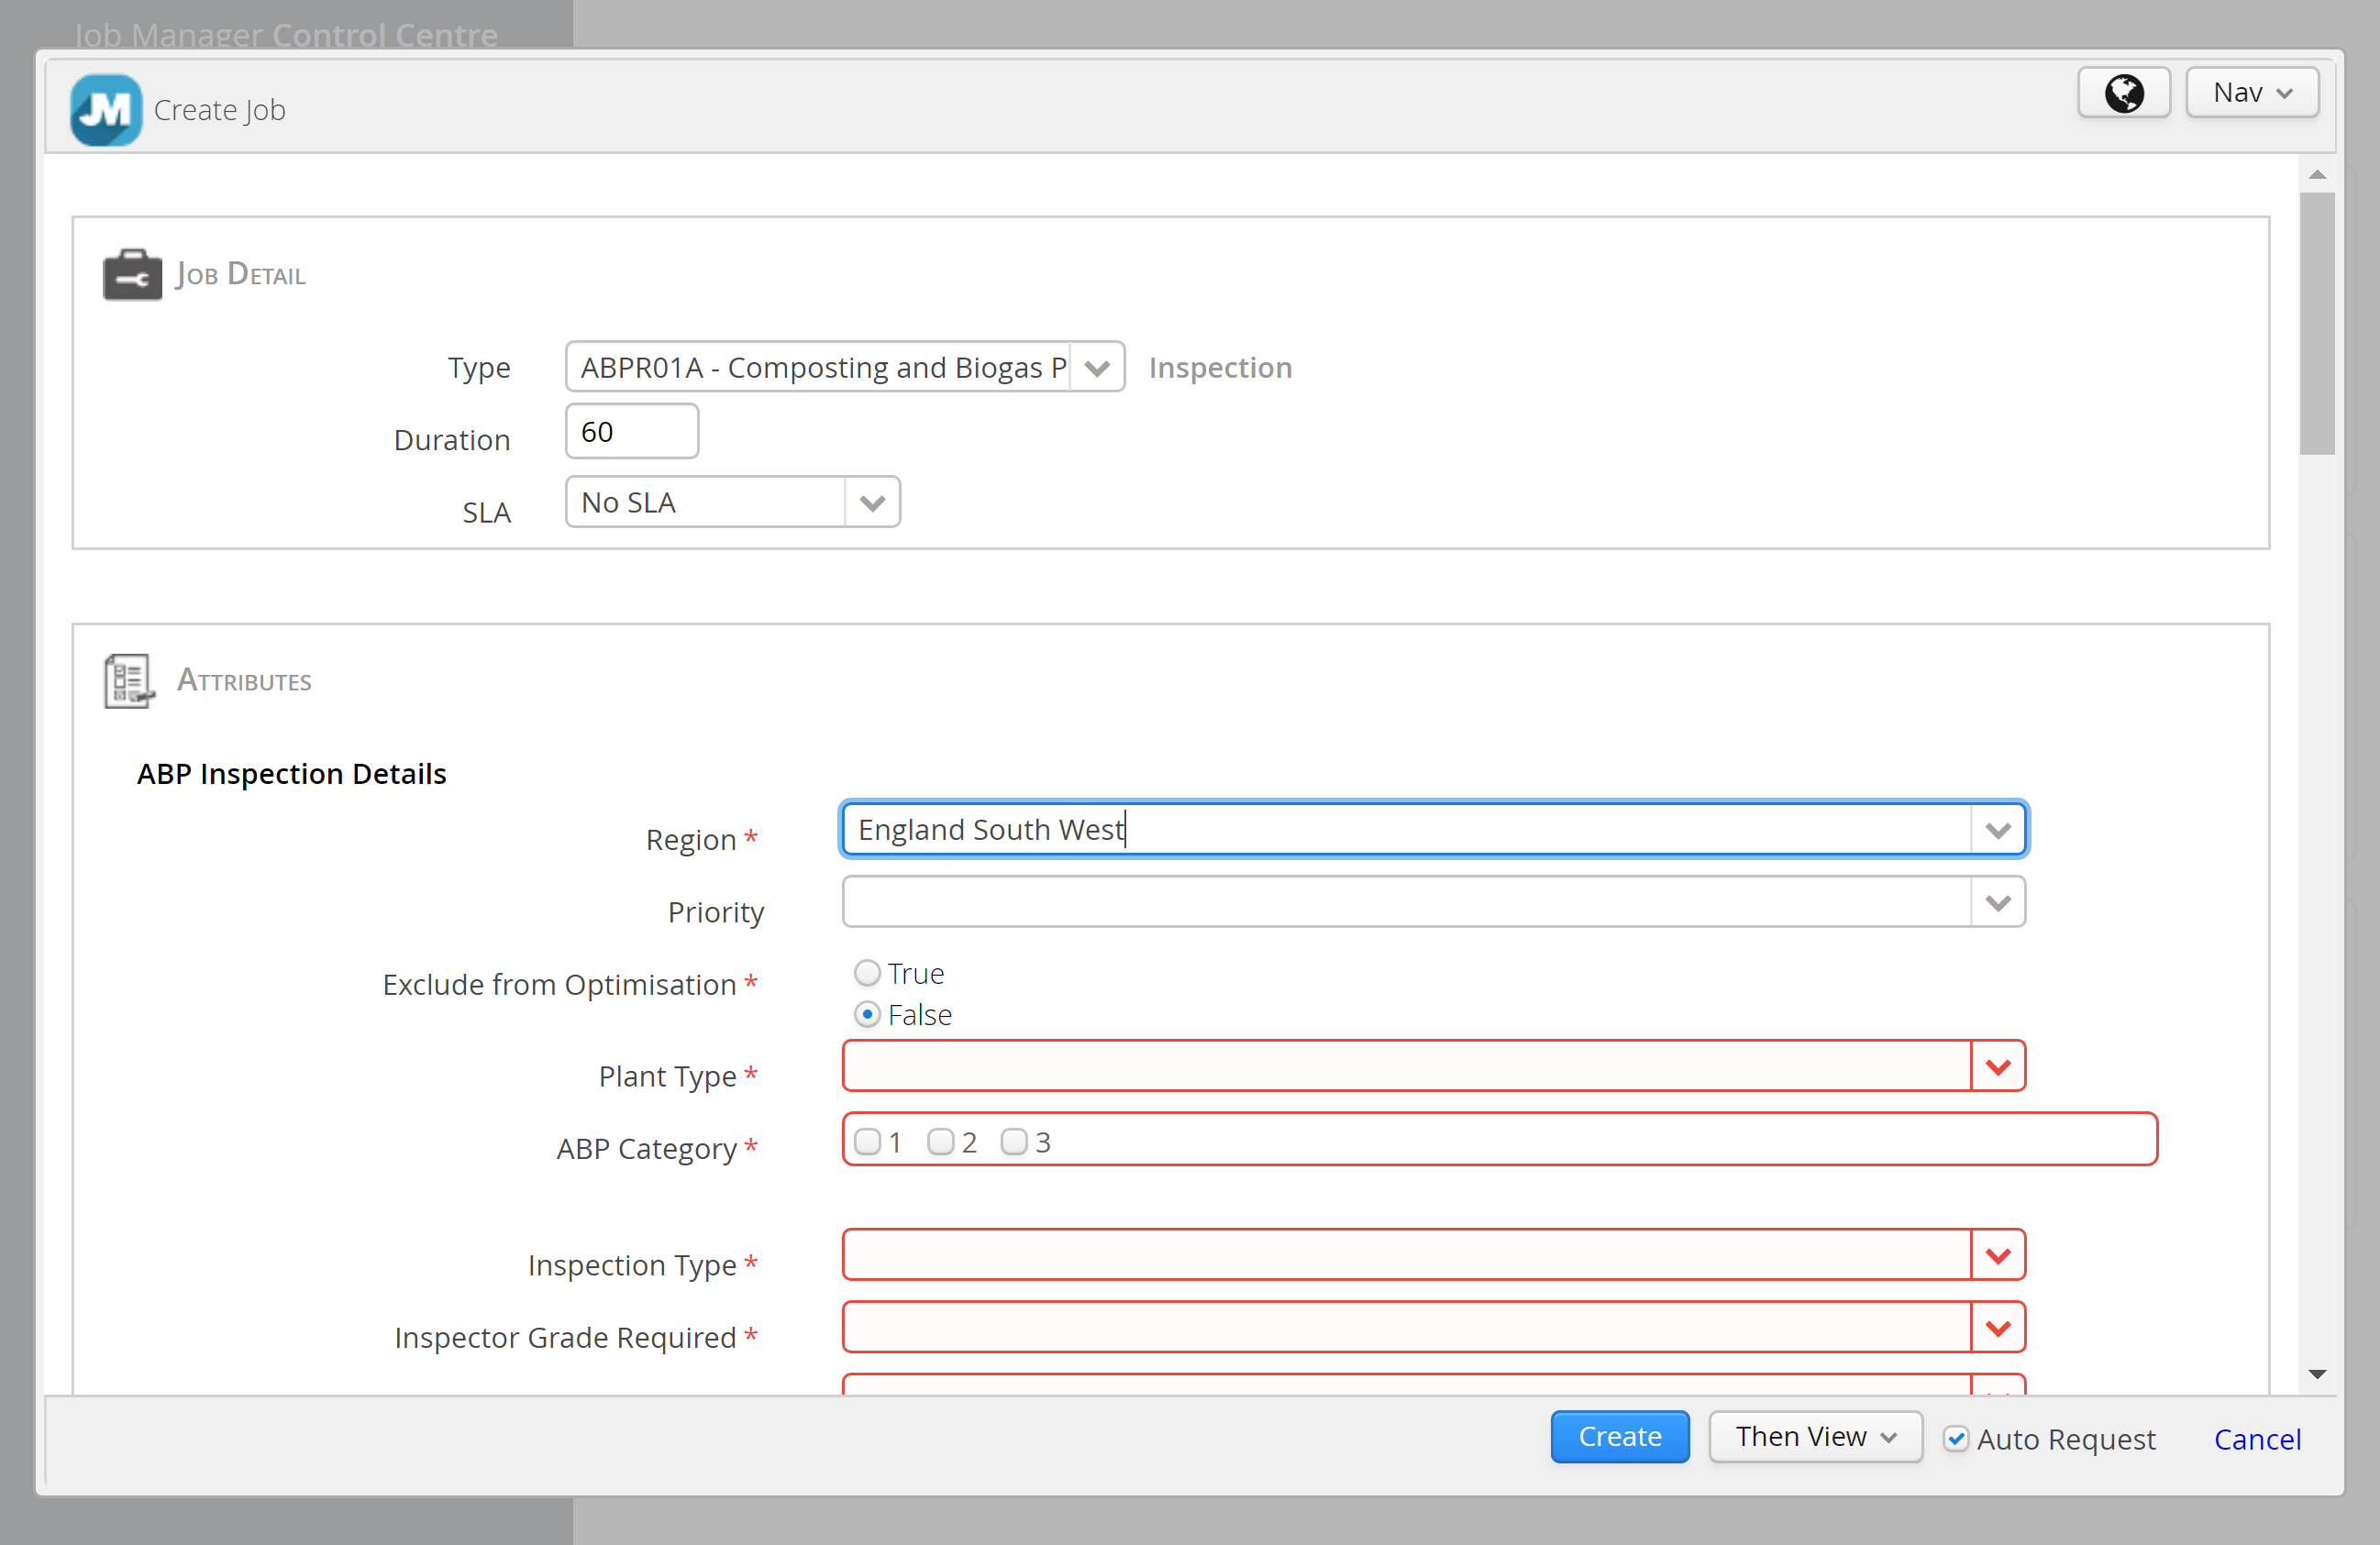 Job Manager Control Centre
JM Create Job
Nav
Job Detail
Type ABPR01A - Composting and Biogas P Inspection
Duration 60
SLA No SLA
Attributes
ABP Inspection Details
Region * England South West
Priority
Exclude from Optimisation * True
False
Plant Type *
ABP Category * 1 2 3
Inspection Type *
Inspector Grade Required *
Create Then View Auto Request Cancel